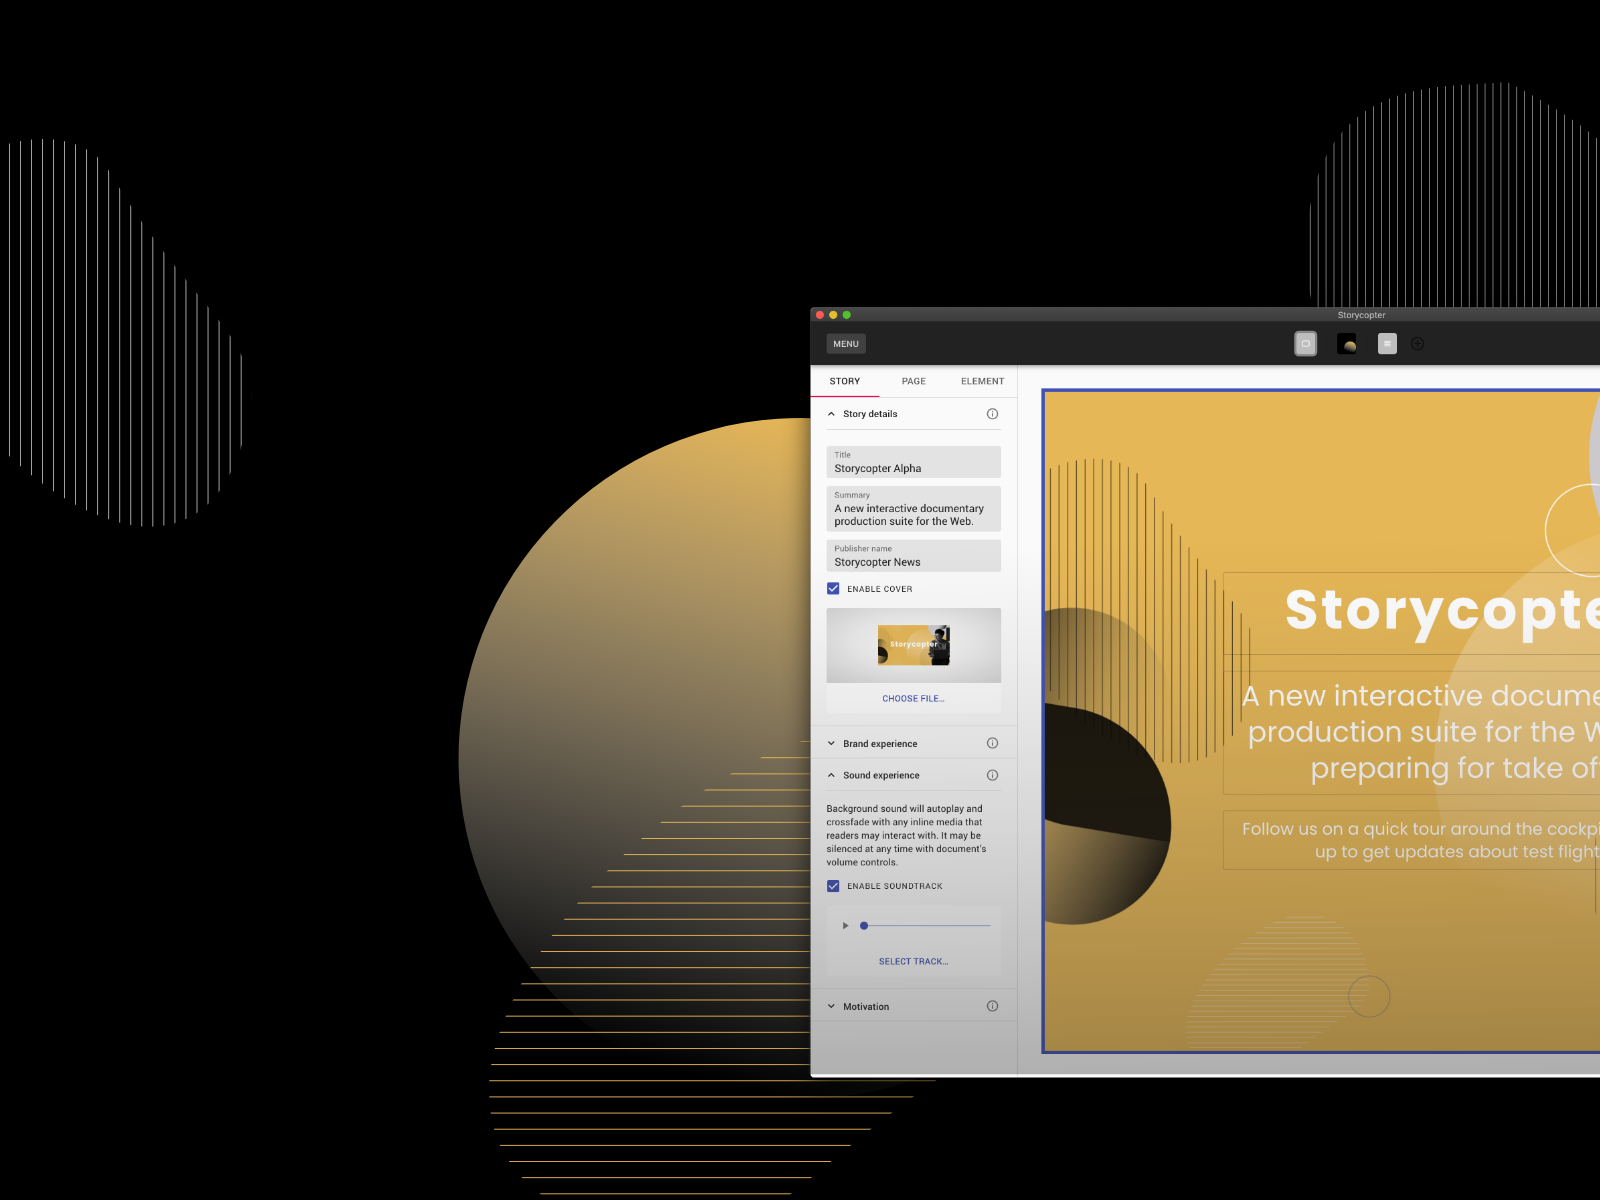 Storycopter
MENU
STORY PAGE ELEMENT
Story details
Title
Storycopter Alpha
Summary
A new interactive documentary
production suite for the Web.
Publisher name
Storycopter News
ENABLE COVER
Storycopter
CHOOSE FILE...
Brand experience
Sound experience
Background sound will autoplay and
crossfade with any inline media that
readers may interact with. It may be
silenced at any time with document's
volume controls.
ENABLE SOUNDTRACK
SELECT TRACK...
Motivation
Storycopte
A new interactive docume
production suite for the W
preparing for take of
Follow us on a quick tour around the cockpi
up to get updates about test flight